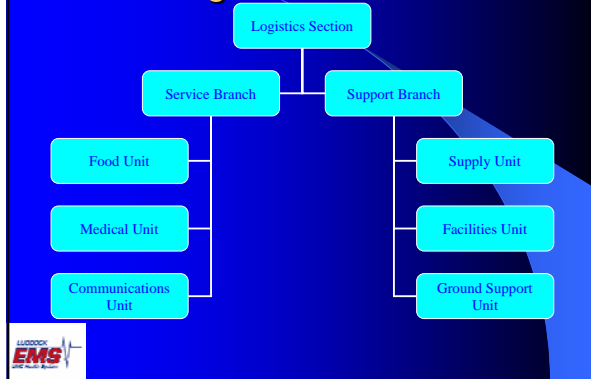 Logistics Section
Service Branch
Support Branch
Food Unit
Supply Unit
Medical Unit
Facilities Unit
Communications
Unit
Ground Support
Unit
EMS